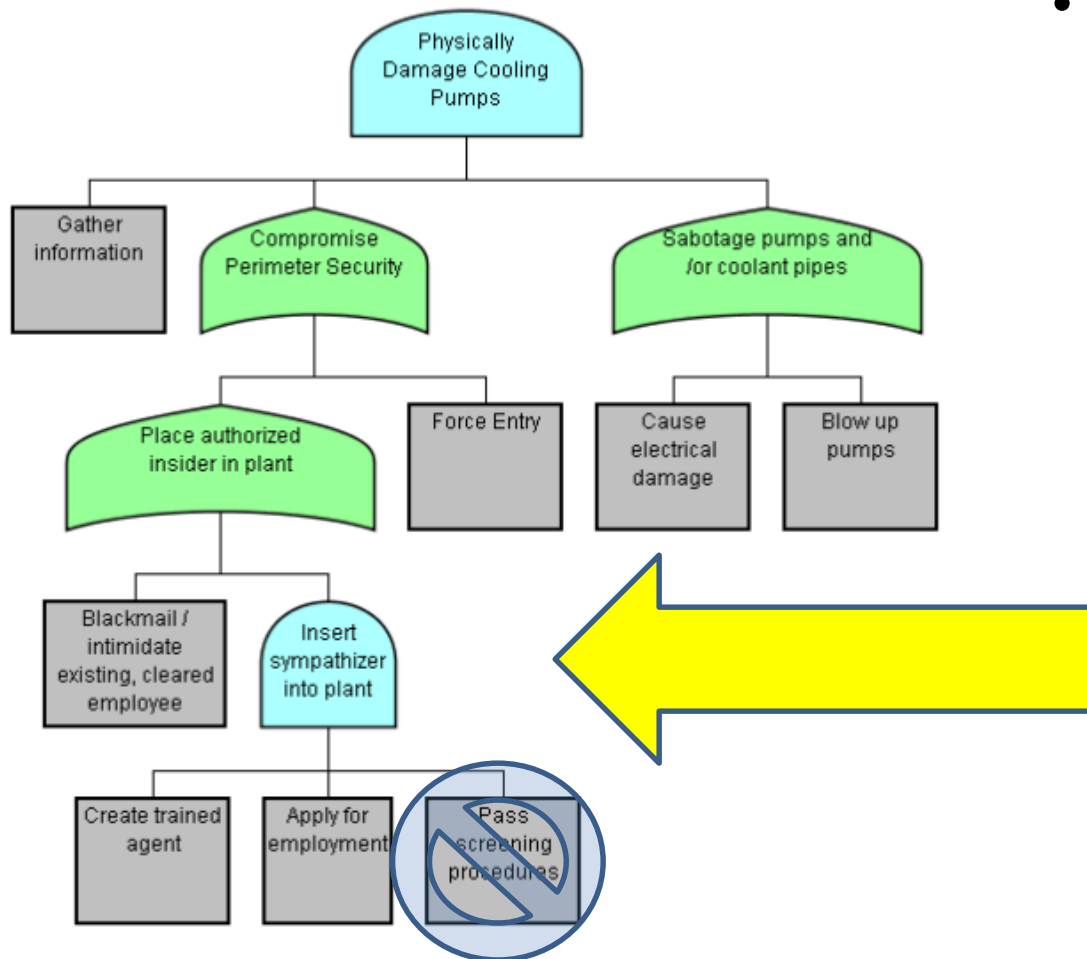 Physically
Damage Cooling
Pumps
Gather
information
Compromise
Perimeter Security
Sabotage pumps and
/or coolant pipes
Place authorized
insider in plant
Force Entry
Cause
electrical
damage
Blow up
pumps
Blackmail /
intimidate
existing, cleared
employee
Insert
sympathizer
into plant
Create trained
agent
Apply for
employment
Pass
screening
procedures